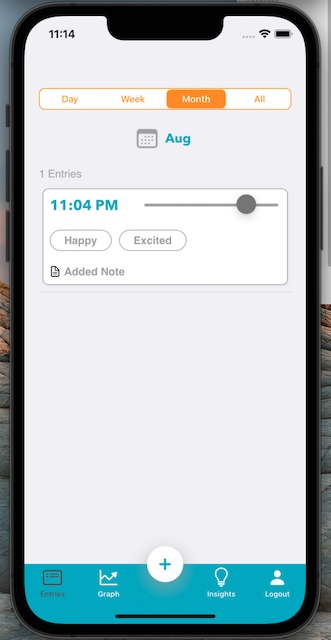 11:14
Day Week Month All
Aug
1 Entries
11:04 PM
Happy Excited
Added Note
+
Entries Graph Insights Logout